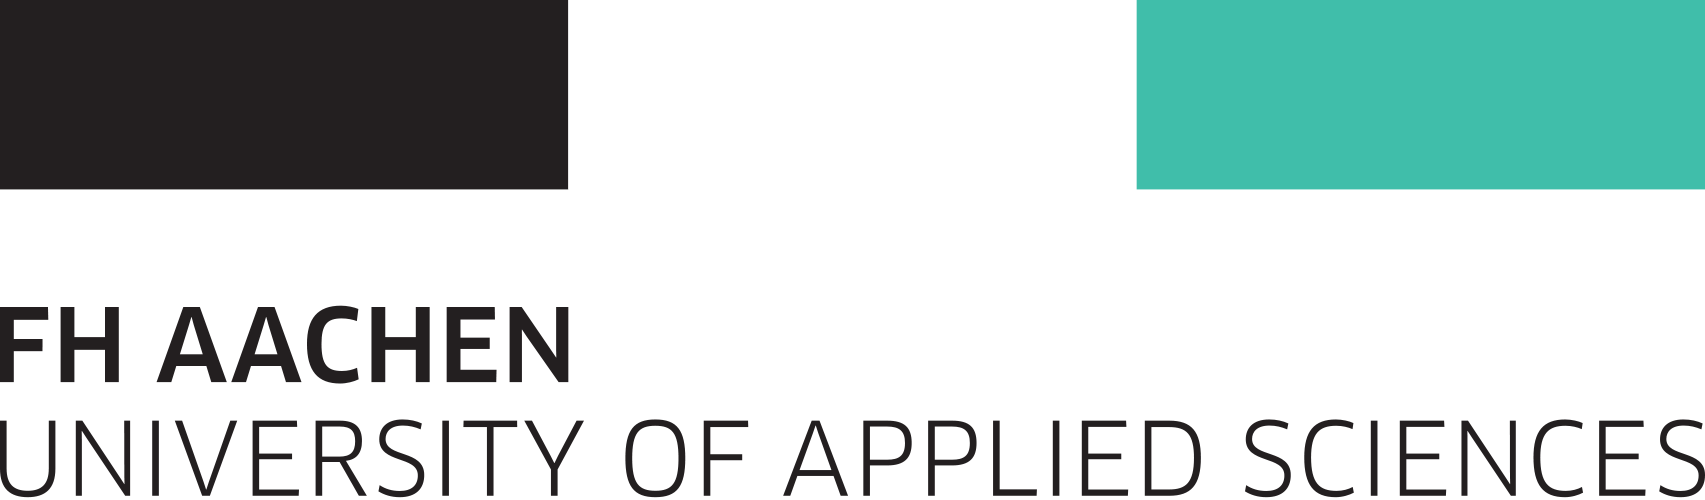 FH AACHEN
UNIVERSITY OF APPLIED SCIENCES